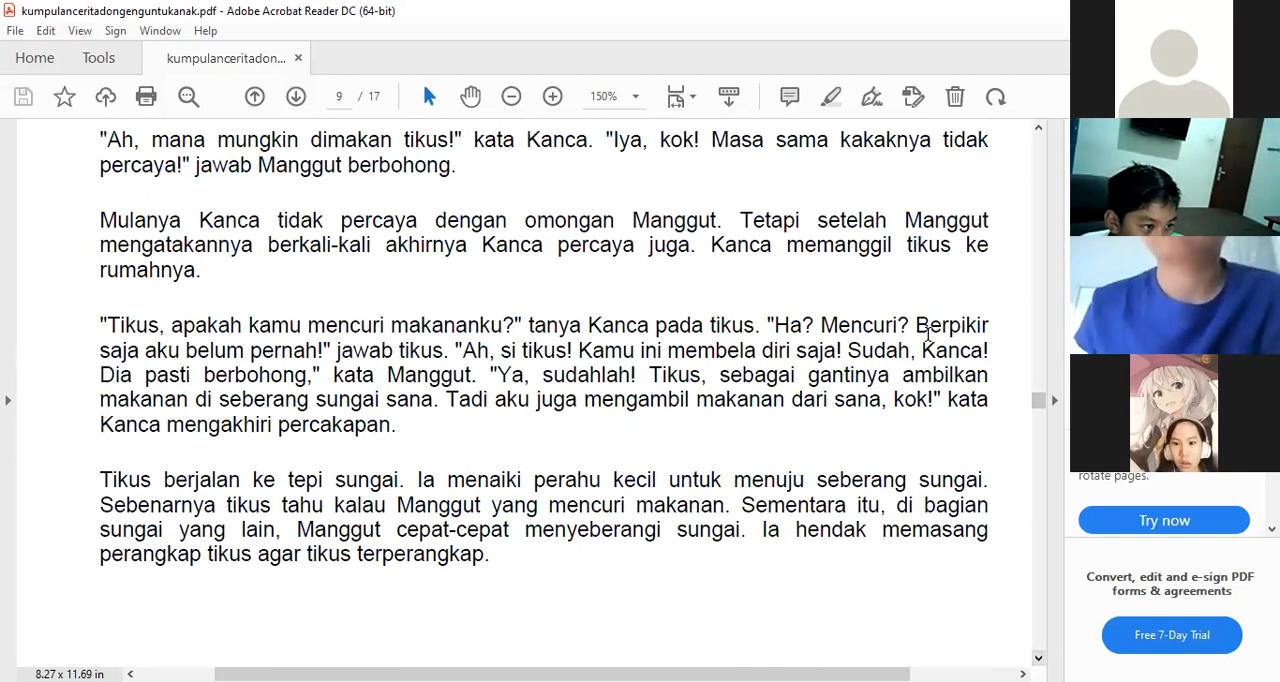 kumpulanceritadongenguntukanak.pdf - Adobe Acrobat Reader DC (64-bit)
File Edit View Sign Window Help
Home Tools kumpulanceritadon... ×
9 / 17 150%
"Ah, mana mungkin dimakan tikus!" kata Kanca. "Iya, kok! Masa sama kakaknya tidak
percaya!" jawab Manggut berbohong.
Mulanya Kanca tidak percaya dengan omongan Manggut. Tetapi setelah Manggut
mengatakannya berkali-kali akhirnya Kanca percaya juga. Kanca memanggil tikus ke
rumahnya.
"Tikus, apakah kamu mencuri makananku?" tanya Kanca pada tikus. "Ha? Mencuri? Berpikir
saja aku belum pernah!" jawab tikus. "Ah, si tikus! Kamu ini membela diri saja! Sudah, Kanca!
Dia pasti berbohong," kata Manggut. "Ya, sudahlah! Tikus, sebagai gantinya ambilkan
makanan di seberang sungai sana. Tadi aku juga mengambil makanan dari sana, kok!" kata
Kanca mengakhiri percakapan.
Tikus berjalan ke tepi sungai. Ia menaiki perahu kecil untuk menuju seberang sungai.
Sebenarnya tikus tahu kalau Manggut yang mencuri makanan. Sementara itu, di bagian
sungai yang lain, Manggut cepat-cepat menyeberangi sungai. Ia hendak memasang
perangkap tikus agar tikus terperangkap.
8.27 x 11.69 in
rotate pages.
Try now
Convert, edit and e-sign PDF
forms & agreements
Free 7-Day Trial